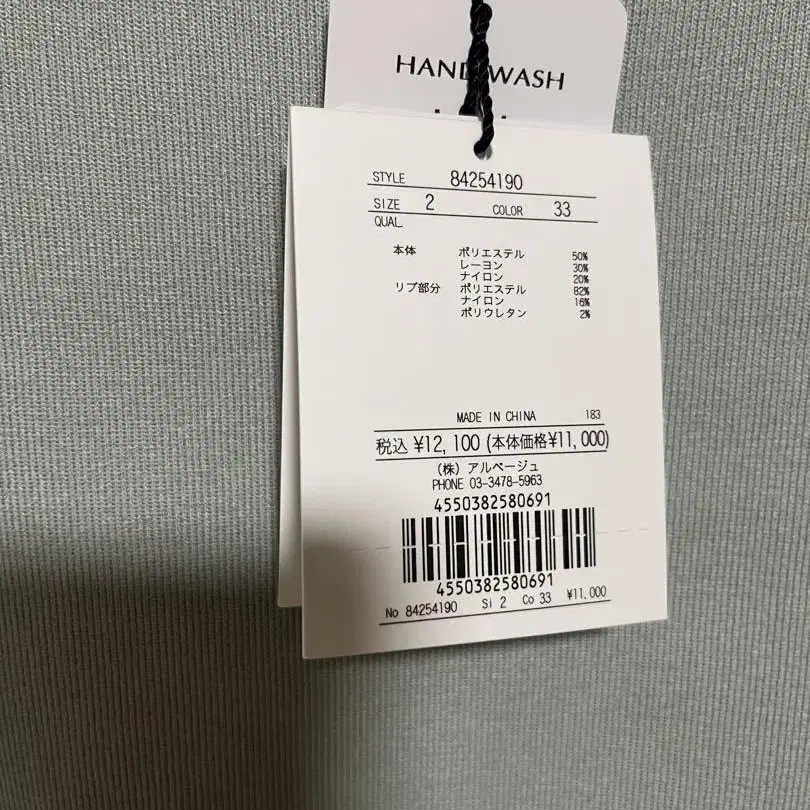 HAND WASH
STYLE 84254190
SIZE 2 COLOR 33
QUAL.
本体 ポリエステル 50%
レーヨン 30%
ナイロン 20%
リブ部分 ポリエステル 82%
ナイロン 16%
ポリウレタン 2%
MADE IN CHINA 183
税込 ¥12,100 (本体価格¥11,000)
(株) アルページュ
PHONE 03-3478-5963
4550382580691
4550382580691
No 84254190 Si 2 Co 33 ¥11,000